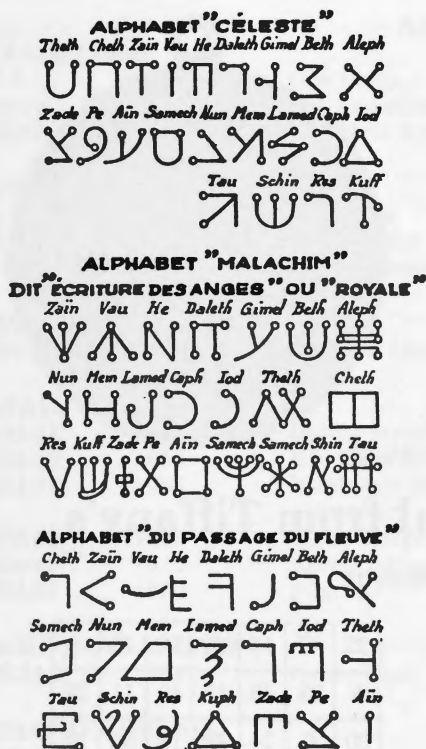 ALPHABET "CÉLESTE"
Theth Cheth Zaïn Vau He Daleth Gimel Beth Aleph
Zade Pe Aïn Samech Nun Mem Lamed Caph Iod
Tau Schin Res Kuff
ALPHABET "MALACHIM"
DIT "ÉCRITURE DES ANGES" OU "ROYALE"
Zaïn Vau He Daleth Gimel Beth Aleph
Nun Mem Lamed Caph Iod Theth Cheth
Res Kuff Zade Pe Aïn Samech Samech Shin Tau
ALPHABET "DU PASSAGE DU FLEUVE"
Cheth Zaïn Vau He Daleth Gimel Beth Aleph
Samech Nun Mem Lamed Caph Iod Theth
Tau Schin Res Kuph Zade Pe Aïn